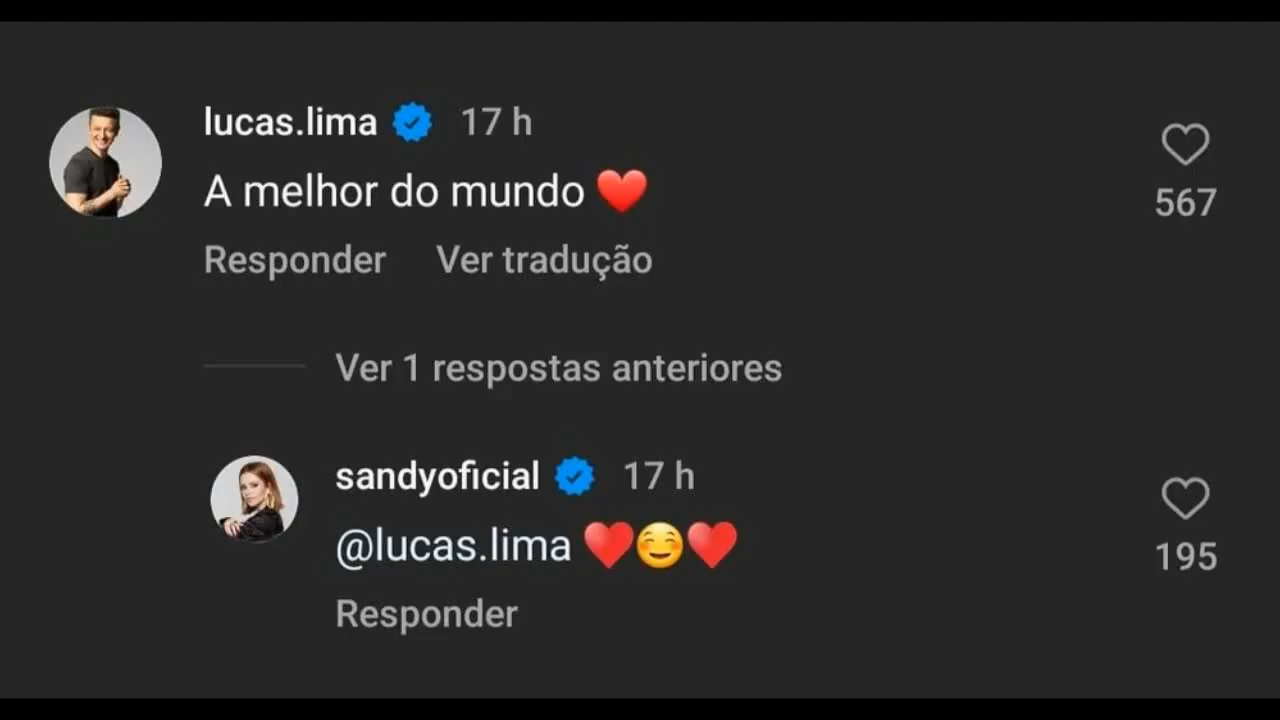 lucas.lima 17 h
A melhor do mundo ❤️
567
Responder Ver tradução
Ver 1 respostas anteriores
sandyoficial 17 h
@lucas.lima ❤️☺️❤️
195
Responder